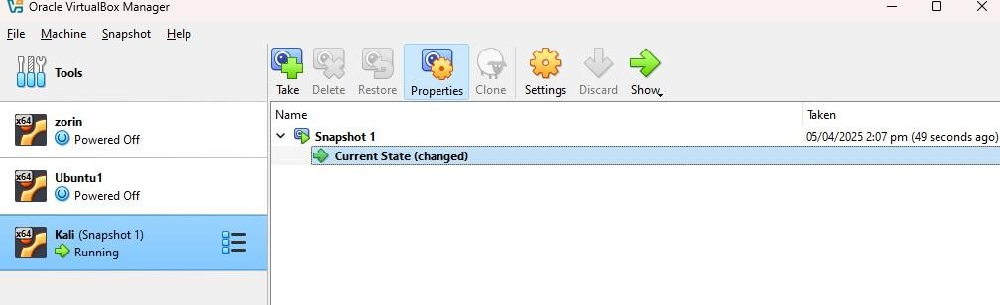 Oracle VirtualBox Manager
File Machine Snapshot Help
Tools
Take Delete Restore Properties Clone Settings Discard Show
Name Taken
x64 zorin
Powered Off
Snapshot 1 05/04/2025 2:07 pm (49 seconds ago)
Current State (changed)
x64 Ubuntu1
Powered Off
x64 Kali (Snapshot 1)
Running